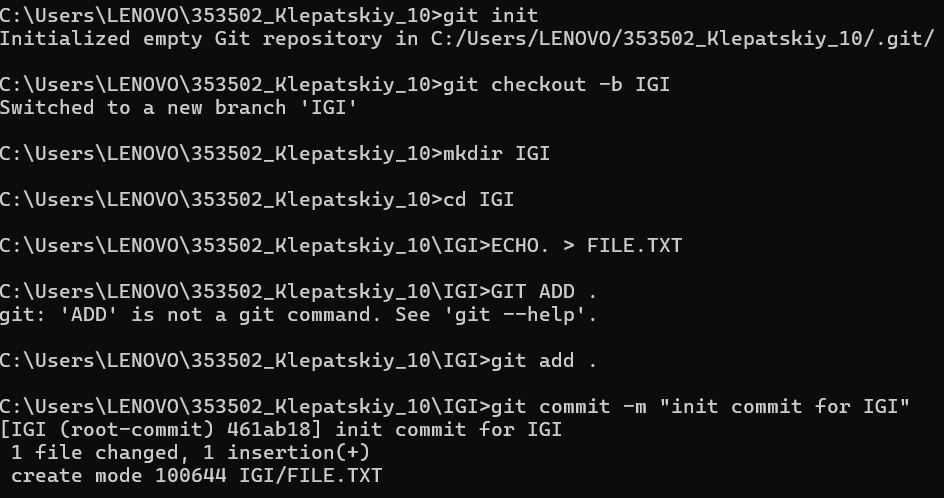 C:\Users\LENOVO\353502_Klepatskiy_10>git init
Initialized empty Git repository in C:/Users/LENOVO/353502_Klepatskiy_10/.git/
C:\Users\LENOVO\353502_Klepatskiy_10>git checkout -b IGI
Switched to a new branch 'IGI'
C:\Users\LENOVO\353502_Klepatskiy_10>mkdir IGI
C:\Users\LENOVO\353502_Klepatskiy_10>cd IGI
C:\Users\LENOVO\353502_Klepatskiy_10\IGI>ECHO. > FILE.TXT
C:\Users\LENOVO\353502_Klepatskiy_10\IGI>GIT ADD .
git: 'ADD' is not a git command. See 'git --help'.
C:\Users\LENOVO\353502_Klepatskiy_10\IGI>git add .
C:\Users\LENOVO\353502_Klepatskiy_10\IGI>git commit -m "init commit for IGI"
[IGI (root-commit) 461ab18] init commit for IGI
 1 file changed, 1 insertion(+)
 create mode 100644 IGI/FILE.TXT